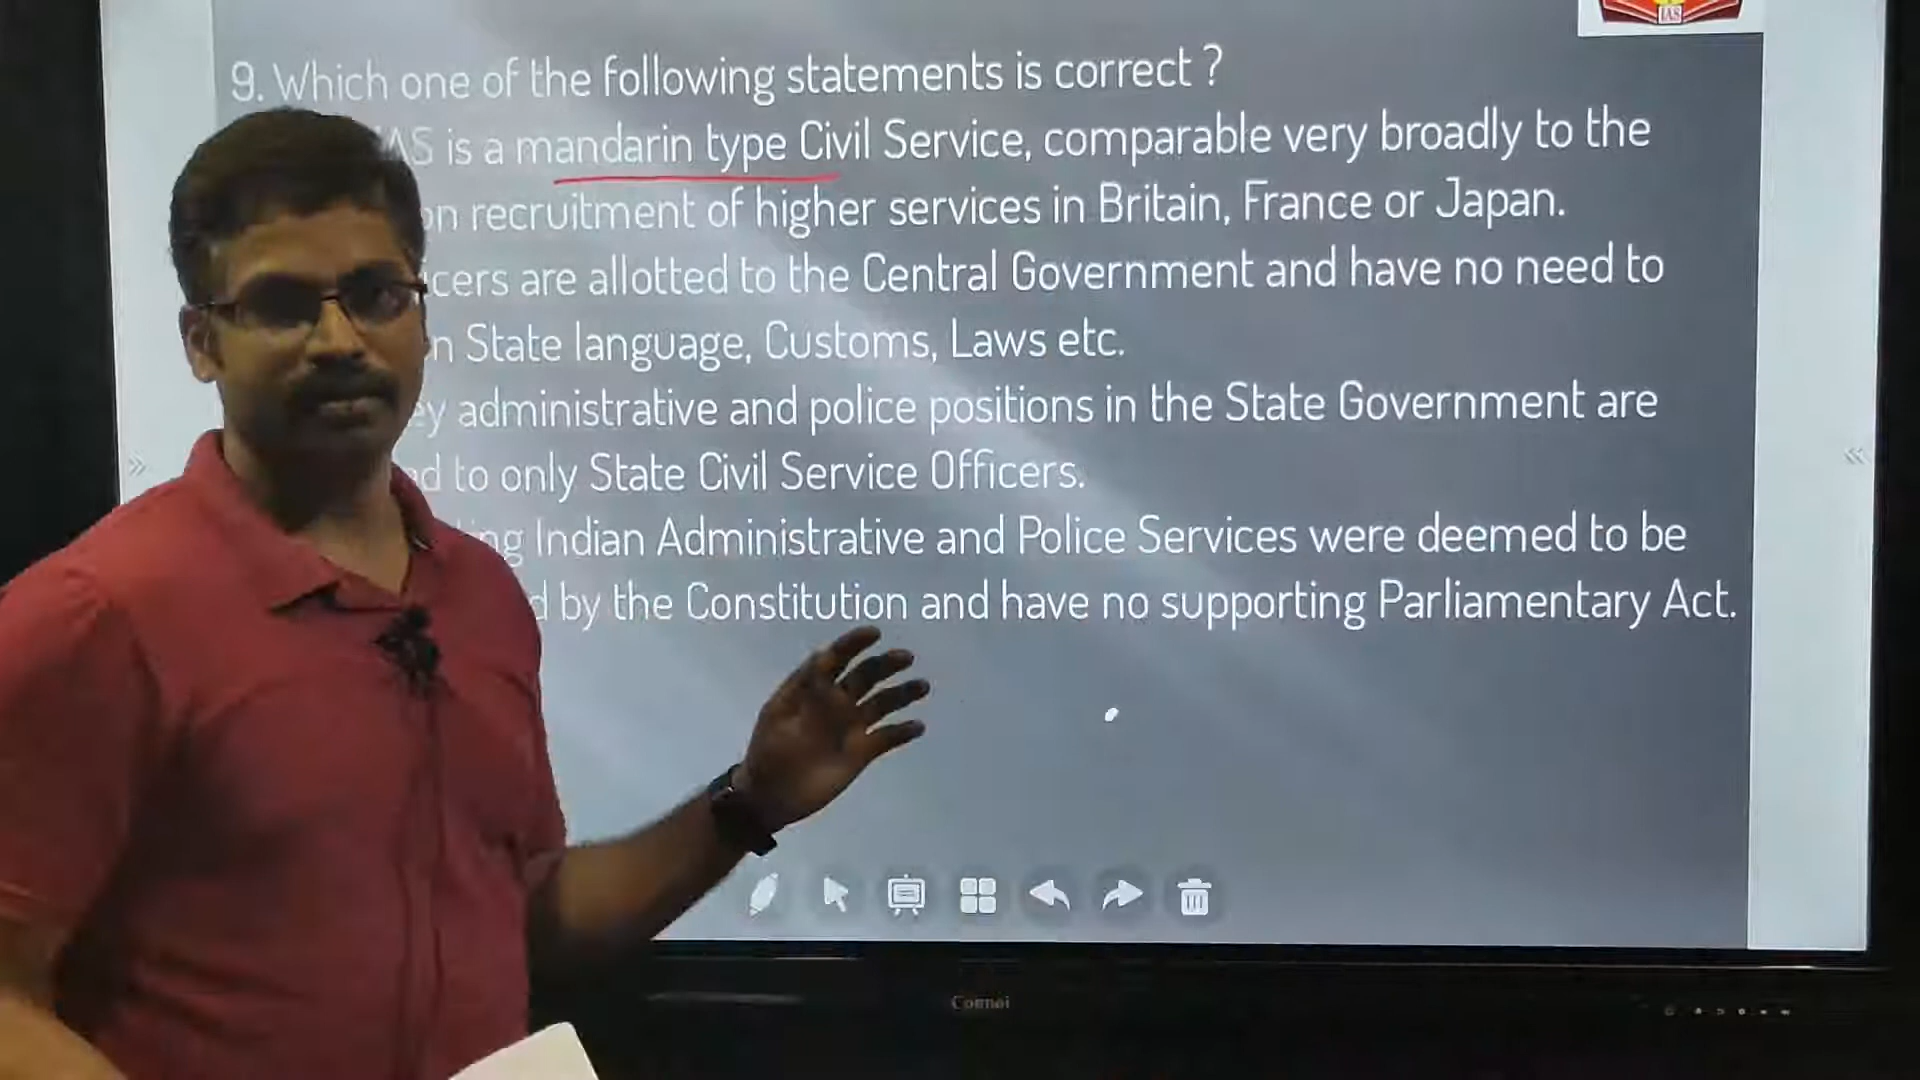 IAS
9. Which one of the following statements is correct ?
IAS is a mandarin type Civil Service, comparable very broadly to the
on recruitment of higher services in Britain, France or Japan.
are allotted to the Central Government and have no need to
State language, Customs, Laws etc.
administrative and police positions in the State Government are
to only State Civil Service Officers.
Indian Administrative and Police Services were deemed to be
by the Constitution and have no supporting Parliamentary Act.